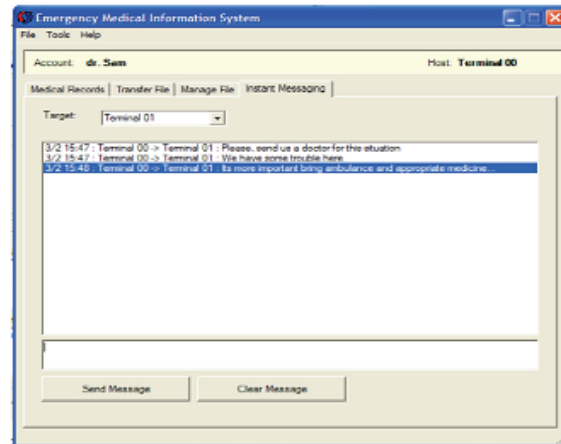 Emergency Medical Information System
File Tools Help
Account: dr. Sam Host: Terminal 00
Medical Records Transfer File Manage File Instant Messaging
Target: Terminal 01
3/2 15:47 : Terminal 00 -> Terminal 01 : Please, send us a doctor for this situation
3/2 15:47 : Terminal 00 -> Terminal 01 : We have some trouble here
3/2 15:48 : Terminal 00 -> Terminal 01 : Its more important bring ambulance and appropriate medicine...
Send Message Clear Message